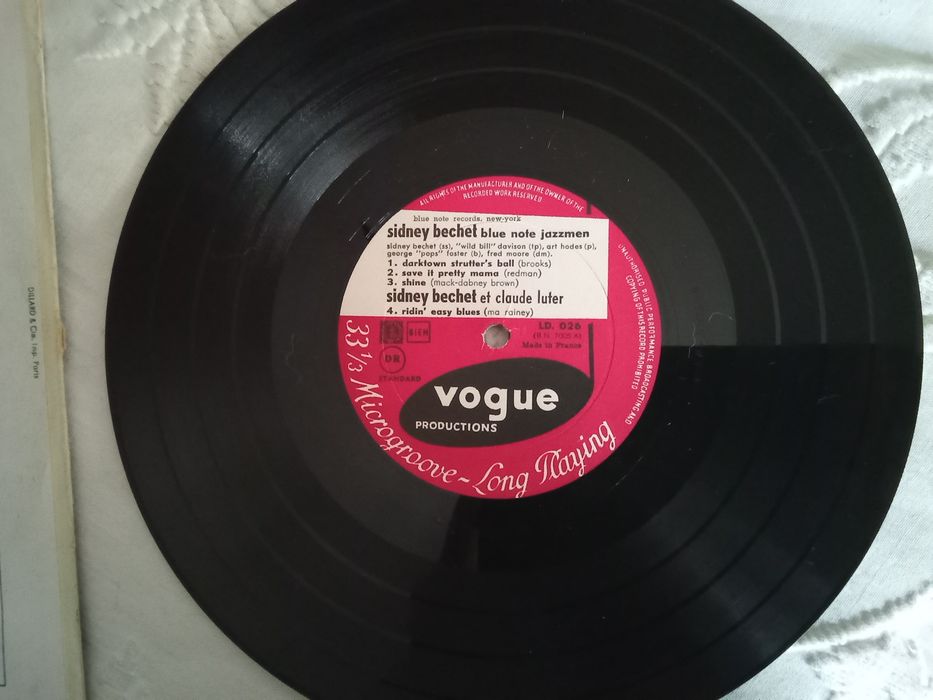 ALL RIGHTS OF THE MANUFACTURER AND OF THE OWNER OF THE
RECORDED WORK RESERVED
UNAUTHORISED PUBLIC PERFORMANCE BROADCASTING AND
COPYING OF THIS RECORD PROHIBITED
blue note records, new-york
sidney bechet blue note jazzmen
sidney bechet (ss), "wild bill" davison (tp), art hodes (p),
george "pops" foster (b), fred moore (dm).
1. darktown strutter's ball (brooks)
2. save it pretty mama (redman)
3. shine (mack-dabney brown)
sidney bechet et claude luter
4. ridin' easy blues (ma rainey)
BIEM
LD. 026
Made in France
DR
STANDARD
vogue
PRODUCTIONS
33 1/3 Microgroove - Long Playing
& Cie. Imp. Paris